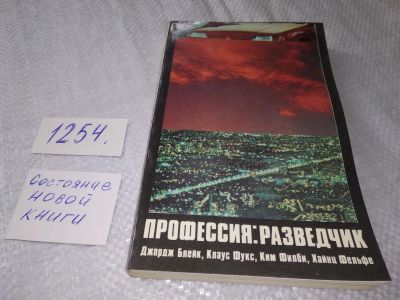 1254.
состояние
новой
книги
ПРОФЕССИЯ: РАЗВЕДЧИК
Джордж Блейк, Клаус Фукс, Ким Филби, Хайнц Фельфе